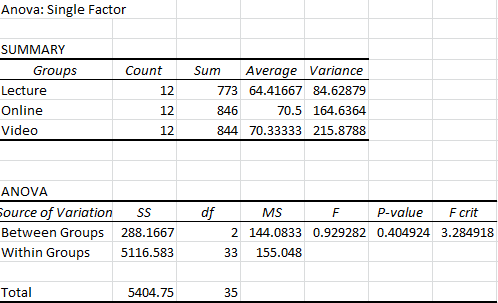 Anova: Single Factor
SUMMARY
Groups Count Sum Average Variance
Lecture 12 773 64.41667 84.62879
Online 12 846 70.5 164.6364
Video 12 844 70.33333 215.8788
ANOVA
Source of Variation SS df MS F P-value F crit
Between Groups 288.1667 2 144.0833 0.929282 0.404924 3.284918
Within Groups 5116.583 33 155.048
Total 5404.75 35